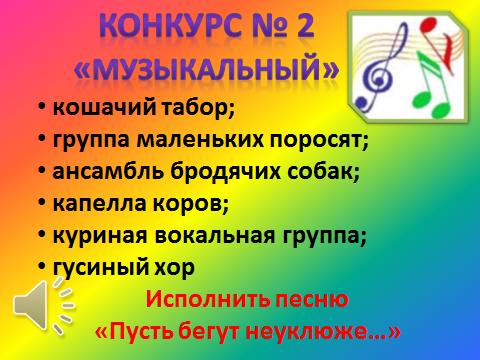 КОНКУРС № 2
«МУЗЫКАЛЬНЫЙ»
• кошачий табор;
• группа маленьких поросят;
• ансамбль бродячих собак;
• капелла коров;
• куриная вокальная группа;
• гусиный хор
Исполнить песню
«Пусть бегут неуклюже…»